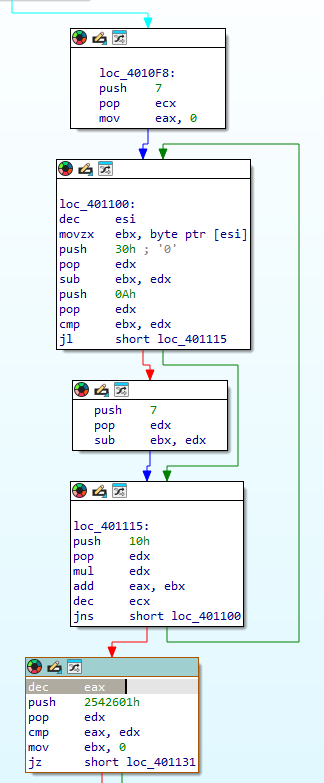 loc_4010F8:
push 7
pop ecx
mov eax, 0
loc_401100:
dec esi
movzx ebx, byte ptr [esi]
push 30h ; '0'
pop edx
sub ebx, edx
push 0Ah
pop edx
cmp ebx, edx
jl short loc_401115
push 7
pop edx
sub ebx, edx
loc_401115:
push 10h
pop edx
mul edx
add eax, ebx
dec ecx
jns short loc_401100
dec eax
push 2542601h
pop edx
cmp eax, edx
mov ebx, 0
jz short loc_401131